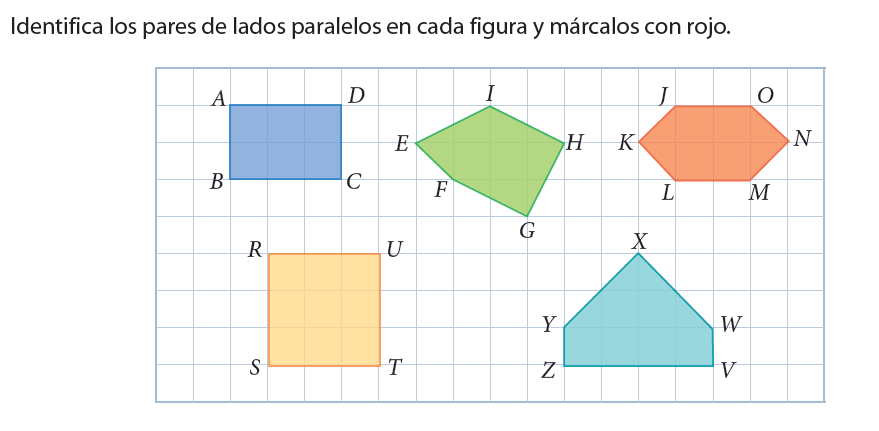 Identifica los pares de lados paralelos en cada figura y márcalos con rojo.
A D I J O
E H K N
B C F L M
G
R U X
Y W
S T Z V